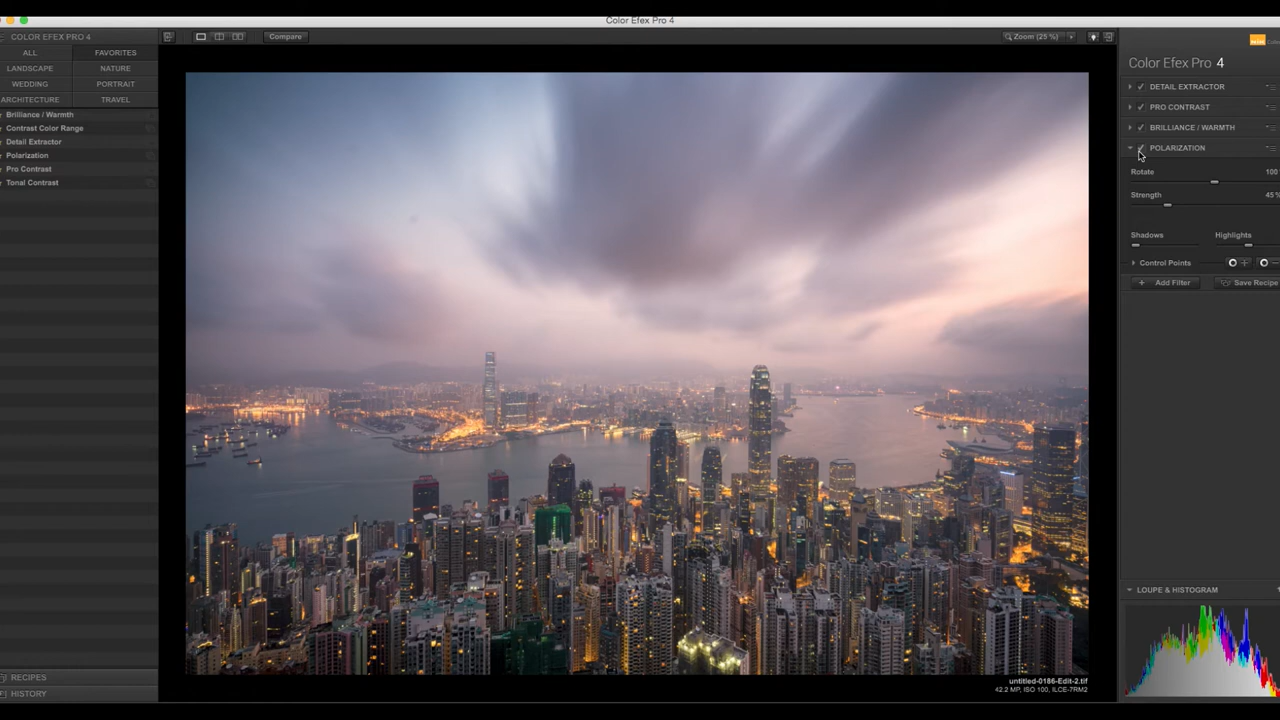 Color Efex Pro 4
COLOR EFEX PRO 4
ALL
FAVORITES
LANDSCAPE
NATURE
WEDDING
PORTRAIT
ARCHITECTURE
TRAVEL
Brilliance / Warmth
Contrast Color Range
Detail Extractor
Polarization
Pro Contrast
Tonal Contrast
RECIPES
HISTORY
Compare
Zoom (25 %)
untitled-0186-Edit-2.tif
42.2 MP, ISO 100, ILCE-7RM2
Color Efex Pro 4
DETAIL EXTRACTOR
PRO CONTRAST
BRILLIANCE / WARMTH
POLARIZATION
Rotate 100
Strength 45 %
Shadows Highlights
Control Points
+ Add Filter Save Recipe
LOUPE & HISTOGRAM